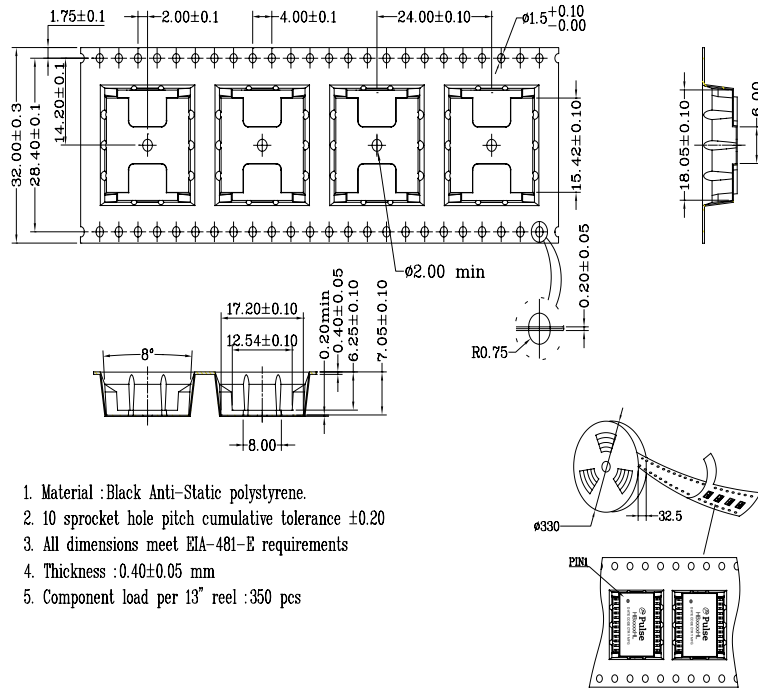 1.75±0.1
2.00±0.1
4.00±0.1
24.00±0.10
ø1.5+0.10
-0.00
32.00±0.3
28.40±0.1
14.20±0.1
15.42±0.10
18.05±0.10
6.00
ø2.00 min
0.20±0.05
R0.75
17.20±0.10
12.54±0.10
8°
0.20min
0.40±0.05
6.25±0.10
7.05±0.10
8.00
1. Material :Black Anti-Static polystyrene.
2. 10 sprocket hole pitch cumulative tolerance ±0.20
3. All dimensions meet EIA-481-E requirements
4. Thickness :0.40±0.05 mm
5. Component load per 13" reel :350 pcs
ø330
32.5
PIN1
Pulse
Pulse